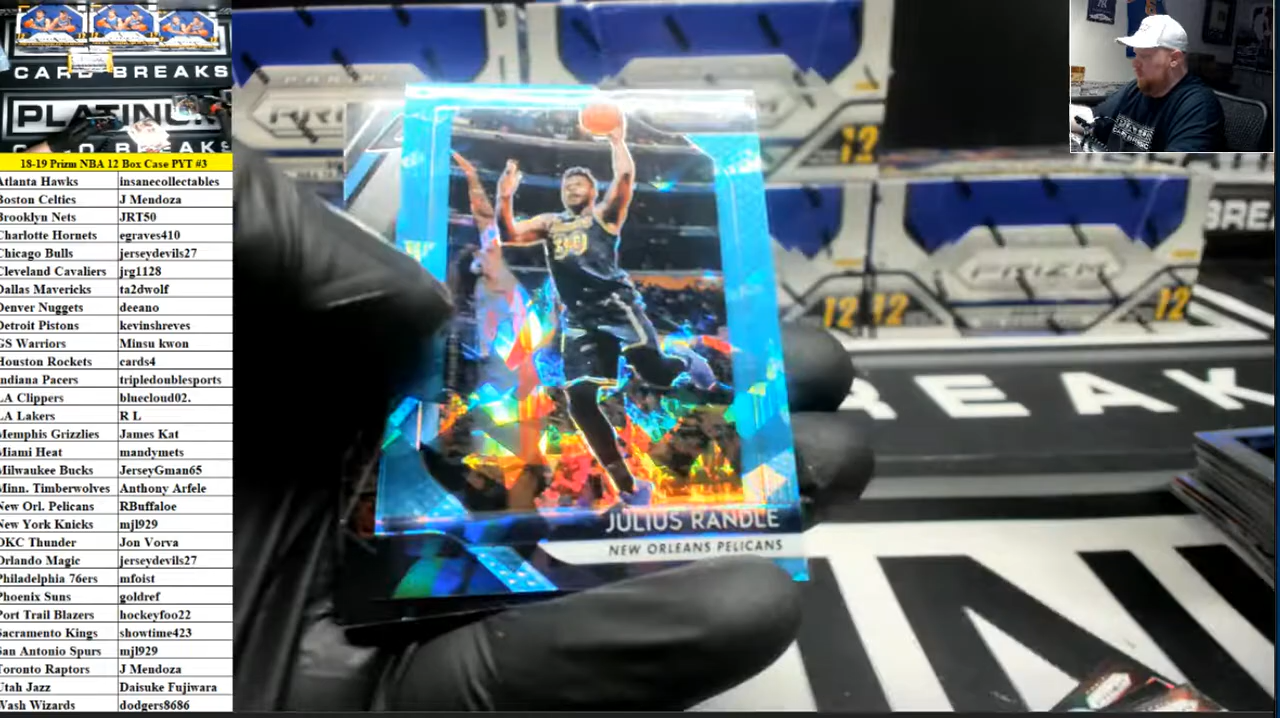 CARD BREAKS
PLATINUM
18-19 Prizm NBA 12 Box Case PYT #3
Atlanta Hawks insanecollectables
Boston Celtics J Mendoza
Brooklyn Nets JRT50
Charlotte Hornets egraves410
Chicago Bulls jerseydevils27
Cleveland Cavaliers jrg1128
Dallas Mavericks ta2dwolf
Denver Nuggets deeano
Detroit Pistons kevinshreves
GS Warriors Minsu kwon
Houston Rockets cards4
Indiana Pacers tripledoublesports
LA Clippers bluecloud02.
LA Lakers R L
Memphis Grizzlies James Kat
Miami Heat mandymets
Milwaukee Bucks JerseyGman65
Minn. Timberwolves Anthony Arfele
New Orl. Pelicans RBuffaloe
New York Knicks mjl929
OKC Thunder Jon Vorva
Orlando Magic jerseydevils27
Philadelphia 76ers mfoist
Phoenix Suns goldref
Port Trail Blazers hockeyfoo22
Sacramento Kings showtime423
San Antonio Spurs mjl929
Toronto Raptors J Mendoza
Utah Jazz Daisuke Fujiwara
Wash Wizards dodgers8686
12
PRIZM
12 12 12
BREAK
JULIUS RANDLE
NEW ORLEANS PELICANS